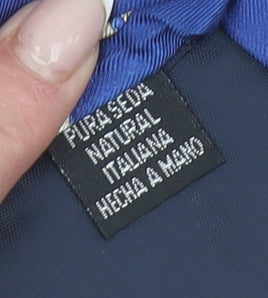 PURA SEDA
NATURAL
ITALIANA
HECHA A MANO